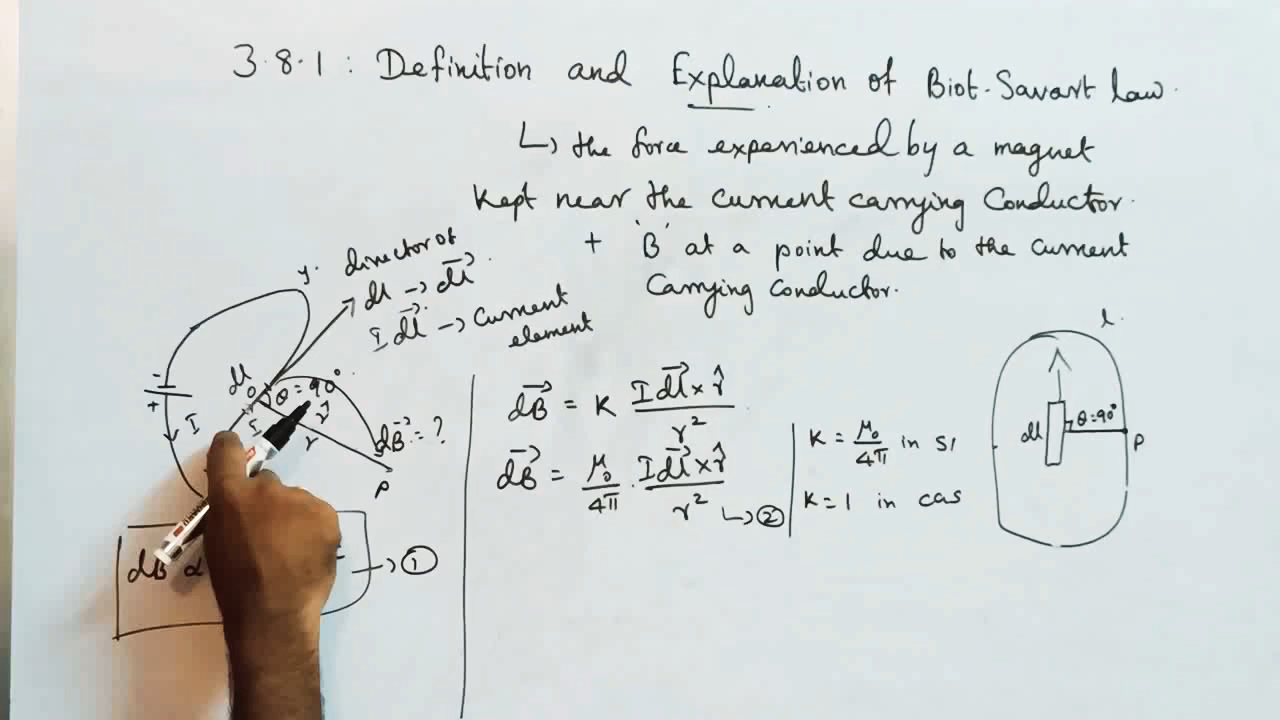 3.8.1 : Definition and Explanation of Biot-Savart law.
↳ the force experienced by a magnet
kept near the current carrying Conductor.
+ 'B' at a point due to the current
Carrying Conductor.
y. director of
dl → dl⃗.
I dl⃗ → Current
element
- +
I
dl
θ = 90°.
I
r̂
r
dB⃗ = ?
P
dB α
→ ①
dB⃗ = K I dl⃗ × r̂ / r²
dB⃗ = μ₀/4π . I dl⃗ × r̂ / r² ↳ ②
K = μ₀/4π in SI
K = 1 in cas
l.
dl
θ = 90°
P